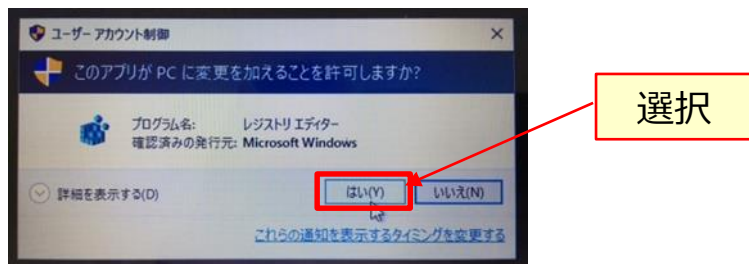 ユーザー アカウント制御
このアプリが PC に変更を加えることを許可しますか?
プログラム名: レジストリ エディター
確認済みの発行元: Microsoft Windows
詳細を表示する(D)
はい(Y)
いいえ(N)
これらの通知を表示するタイミングを変更する
選択